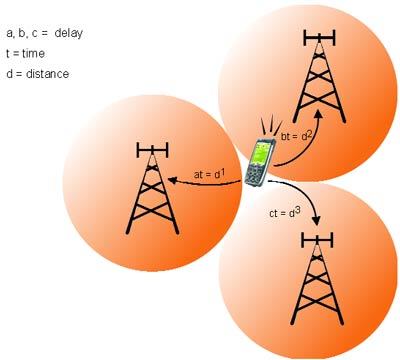 a, b, c = delay
t = time
d = distance
bt = d²
at = d¹
ct = d³